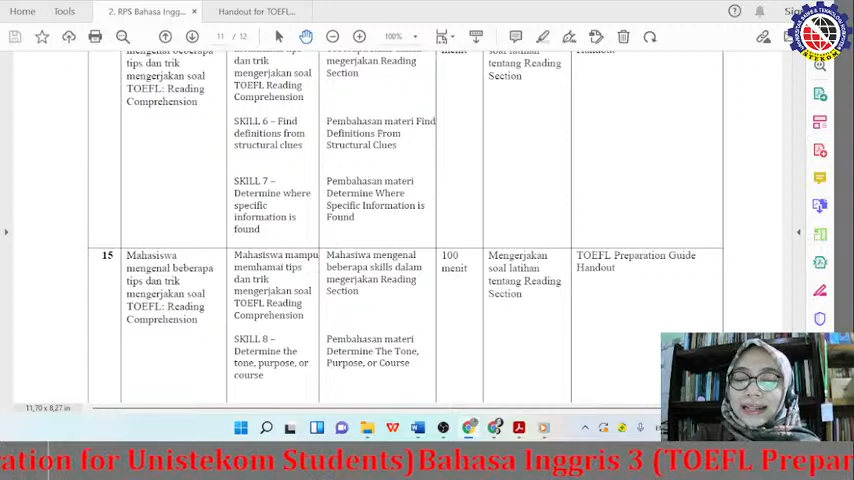 Home
Tools
2. RPS Bahasa Ingg...
Handout for TOEFL...
11 / 12
100%
mengenal beberapa
tips dan trik
mengerjakan soal
TOEFL: Reading
Comprehension
dan trik
mengerjakan soal
TOEFL Reading
Comprehension
SKILL 6 – Find
definitions from
structural clues
SKILL 7 –
Determine where
specific
information is
found
megerjakan Reading
Section
Pembahasan materi Find
Definitions From
Structural Clues
Pembahasan materi
Determine Where
Specific Information is
Found
menit
soal latihan
tentang Reading
Section
Handout
15
Mahasiswa
mengenal beberapa
tips dan trik
mengerjakan soal
TOEFL: Reading
Comprehension
Mahasiswa mampu
memhamai tips
dan trik
mengerjakan soal
TOEFL Reading
Comprehension
SKILL 8 –
Determine the
tone, purpose, or
course
Mahasiwa mengenal
beberapa skills dalam
megerjakan Reading
Section
Pembahasan materi
Determine The Tone,
Purpose, or Course
100
menit
Mengerjakan
soal latihan
tentang Reading
Section
TOEFL Preparation Guide
Handout
11,70 x 8,27 in
STEKOM
ration for Unistekom Students) Bahasa Inggris 3 (TOEFL Prepar